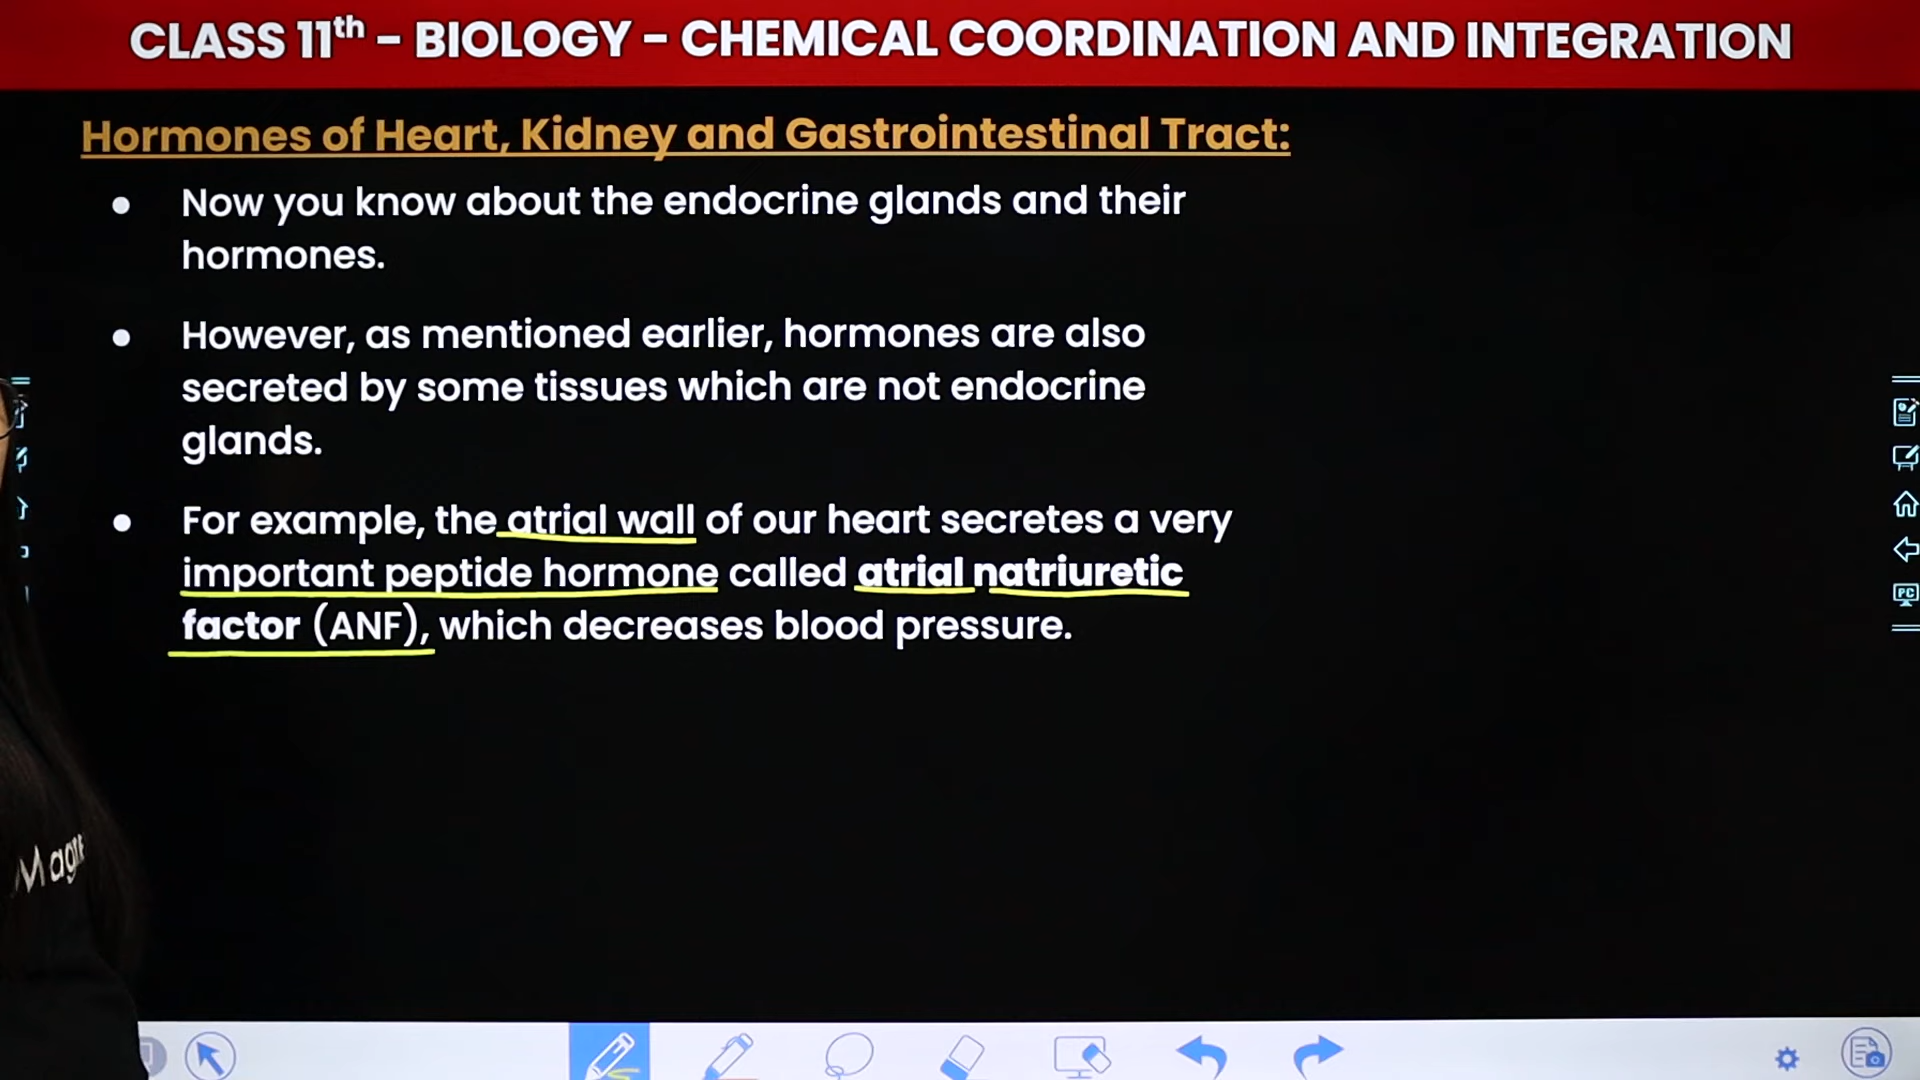 CLASS 11th - BIOLOGY - CHEMICAL COORDINATION AND INTEGRATION
Hormones of Heart, Kidney and Gastrointestinal Tract:
● Now you know about the endocrine glands and their
hormones.
● However, as mentioned earlier, hormones are also
secreted by some tissues which are not endocrine
glands.
● For example, the atrial wall of our heart secretes a very
important peptide hormone called atrial natriuretic
factor (ANF), which decreases blood pressure.
PC